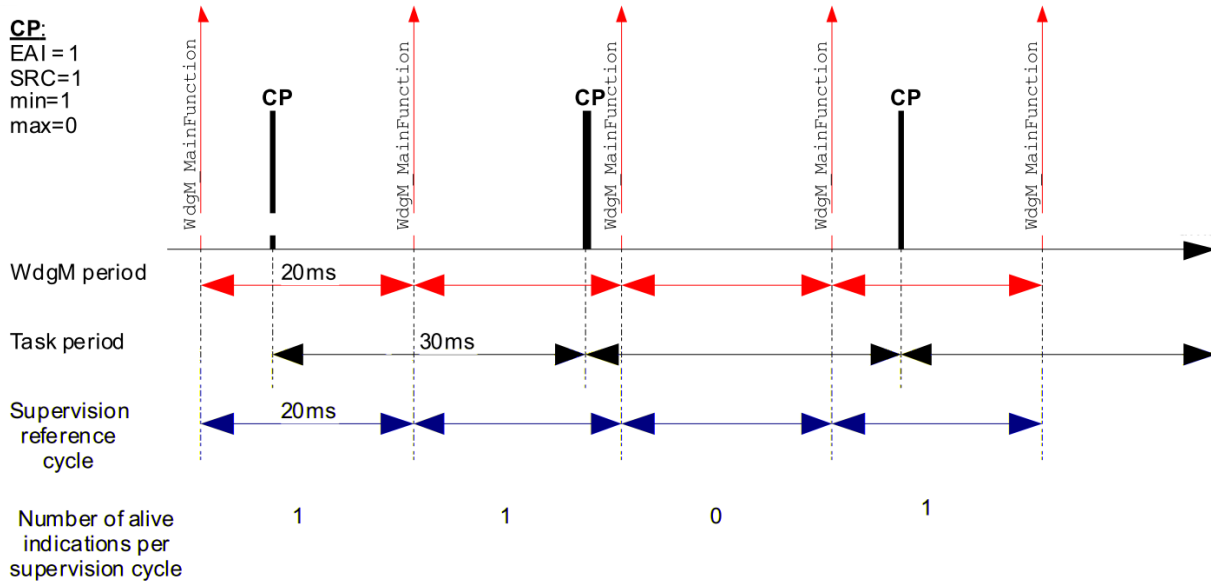 CP:
EAI = 1
SRC=1
min=1
max=0
WdgM_MainFunction
CP
WdgM_MainFunction
CP
WdgM_MainFunction
WdgM_MainFunction
CP
WdgM_MainFunction
WdgM period
20ms
Task period
30ms
Supervision
reference
cycle
20ms
Number of alive
indications per
supervision cycle
1
1
0
1